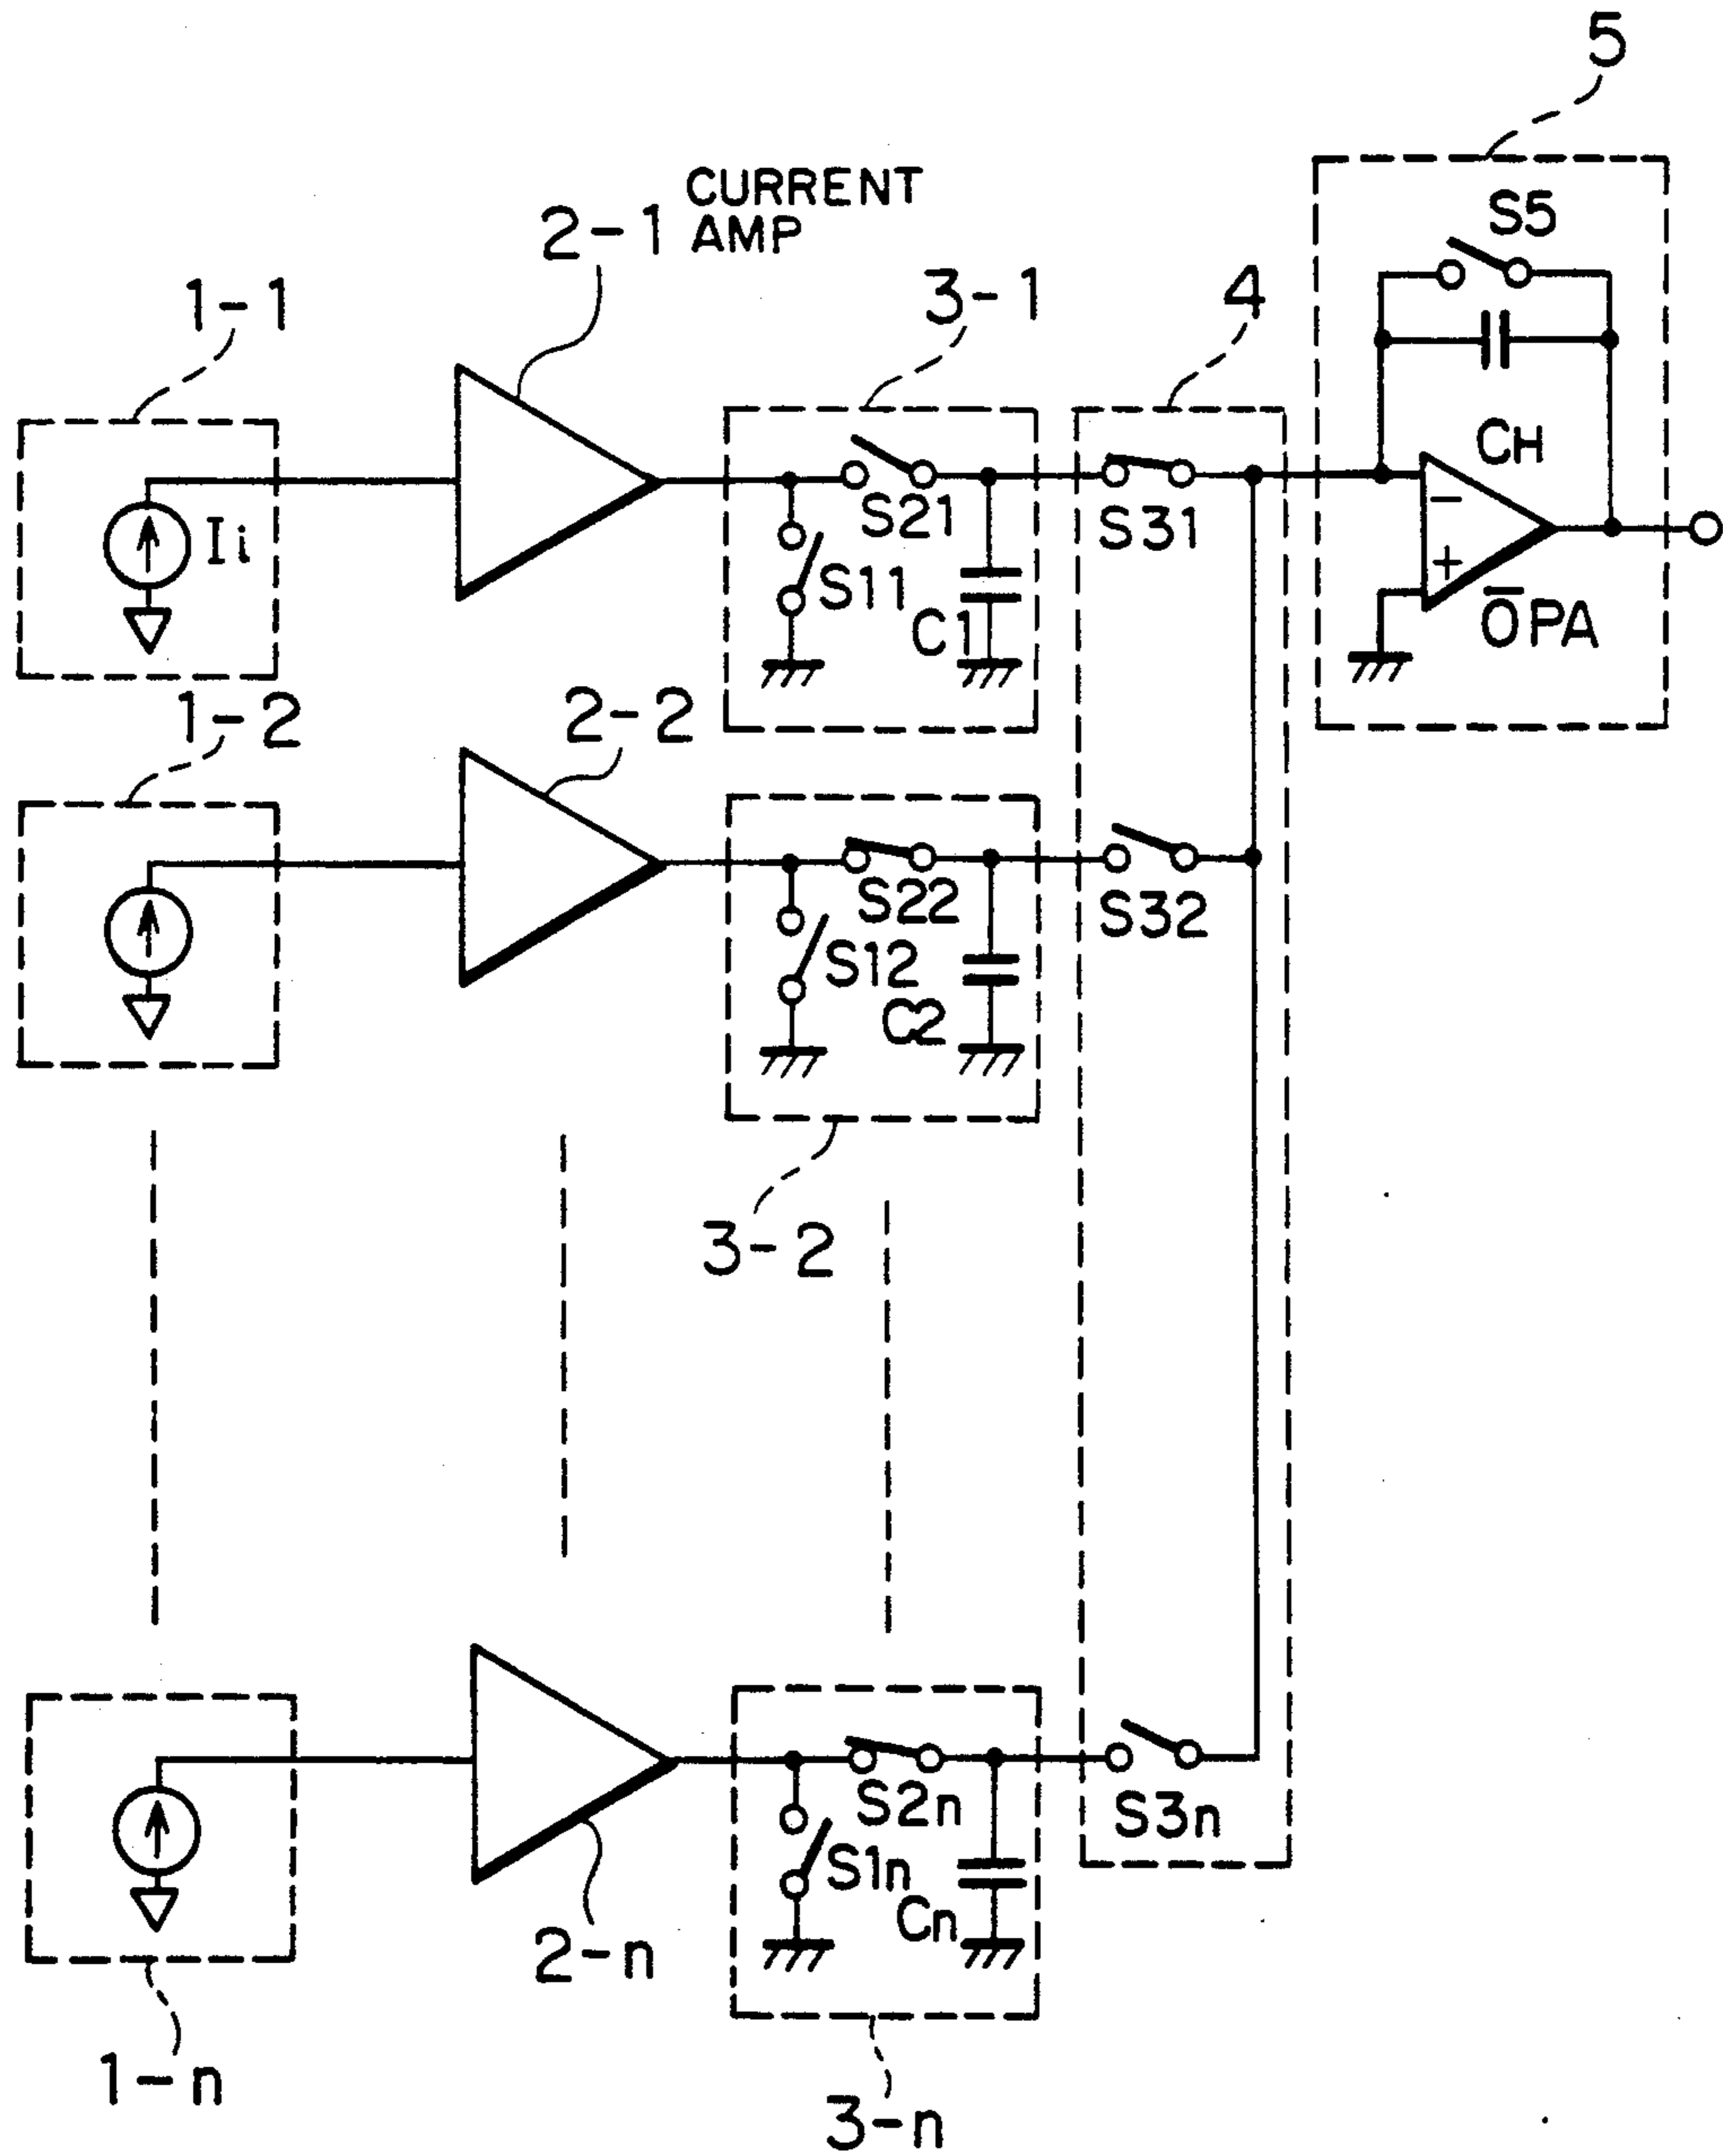 5
CURRENT
2-1 AMP
S5
1-1
3-1
4
CH
S21
S31
Ii
S11
−
+
C1
O̅PA
1-2
2-2
S22
S32
S12
C2
3-2
S2n
S3n
S1n
Cn
2-n
1-n
3-n